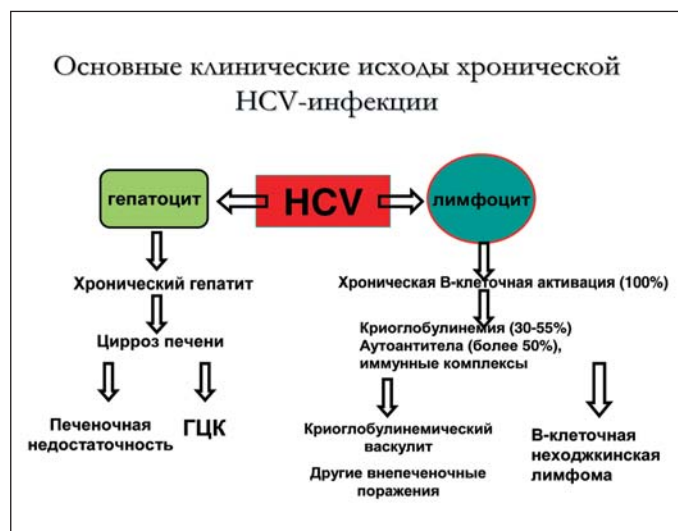 Основные клинические исходы хронической
HCV-инфекции
гепатоцит
HCV
лимфоцит
Хронический гепатит
Хроническая В-клеточная активация (100%)
Цирроз печени
Криоглобулинемия (30-55%)
Аутоантитела (более 50%),
иммунные комплексы
Печеночная
недостаточность
ГЦК
Криоглобулинемический
васкулит
Другие внепеченочные
поражения
В-клеточная
неходжкинская
лимфома